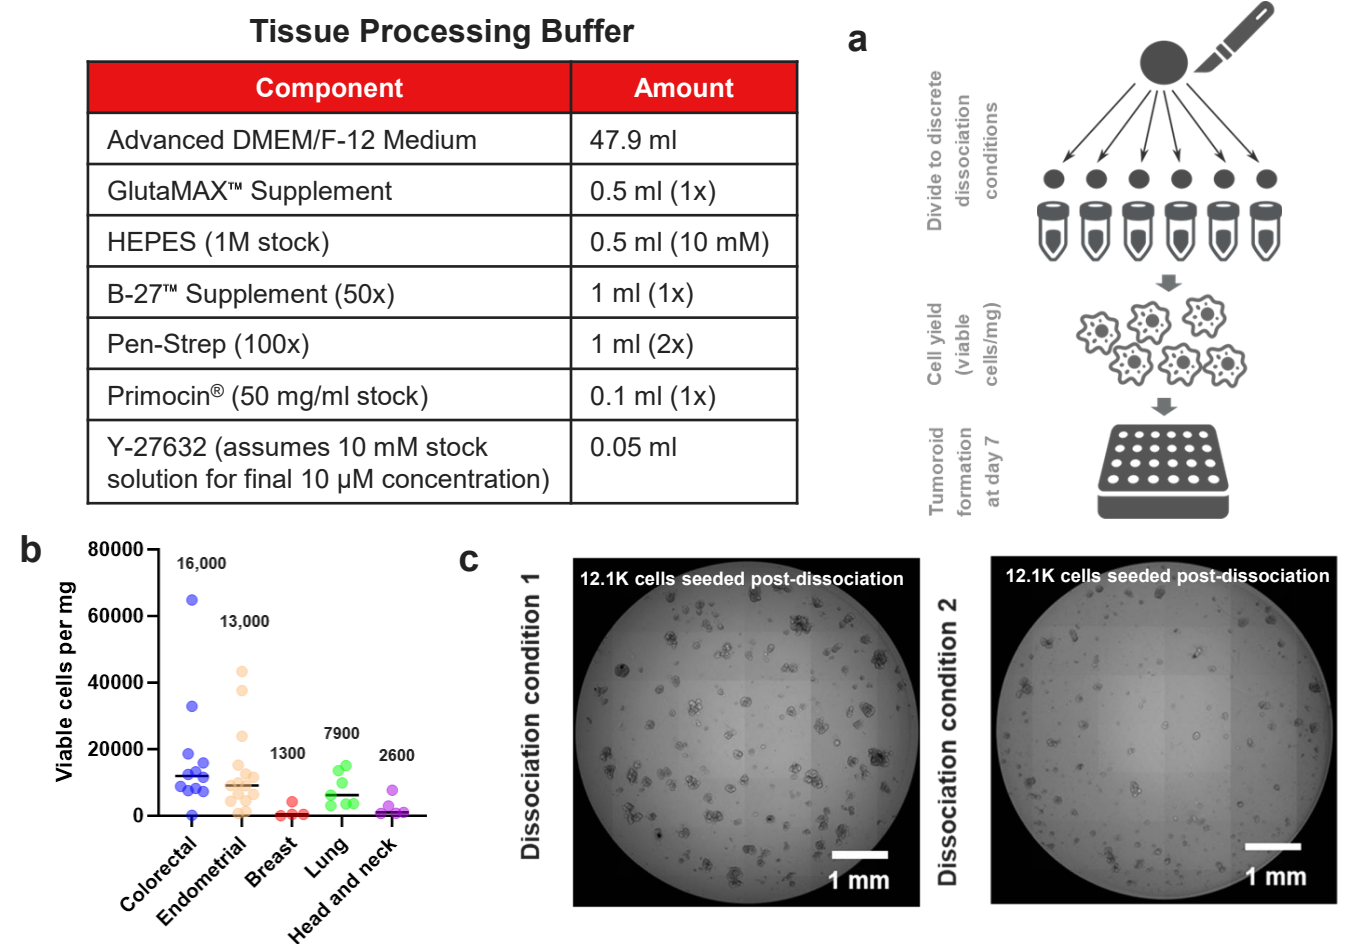 Tissue Processing Buffer
Component Amount
Advanced DMEM/F-12 Medium 47.9 ml
GlutaMAX™ Supplement 0.5 ml (1x)
HEPES (1M stock) 0.5 ml (10 mM)
B-27™ Supplement (50x) 1 ml (1x)
Pen-Strep (100x) 1 ml (2x)
Primocin® (50 mg/ml stock) 0.1 ml (1x)
Y-27632 (assumes 10 mM stock 0.05 ml
solution for final 10 µM concentration)
a
Divide to discrete
dissociation
conditions
Cell yield
(viable
cells/mg)
Tumoroid
formation
at day 7
b
Viable cells per mg
80000
60000
40000
20000
0
16,000
13,000
1300
7900
2600
Colorectal
Endometrial
Breast
Lung
Head and neck
c
Dissociation condition 1
12.1K cells seeded post-dissociation
1 mm
Dissociation condition 2
12.1K cells seeded post-dissociation
1 mm